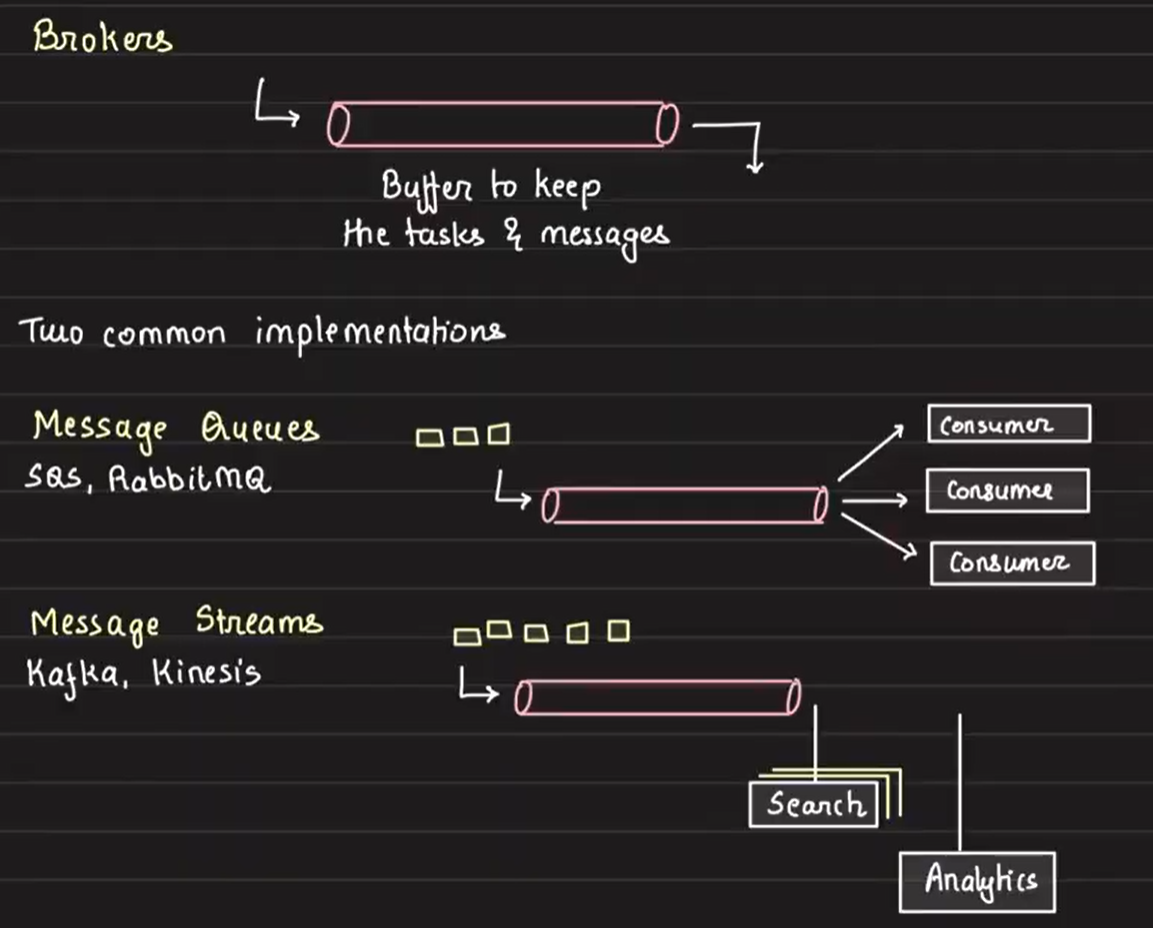 Brokers
Buffer to keep
the tasks & messages
Two common implementations
Message Queues
SQS, RabbitMQ
Consumer
Consumer
Consumer
Message Streams
Kafka, Kinesis
Search
Analytics